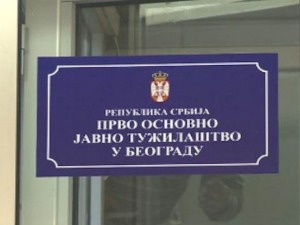 РЕПУБЛИКА СРБИЈА
ПРВО ОСНОВНО
ЈАВНО ТУЖИЛАШТВО
У БЕОГРАДУ